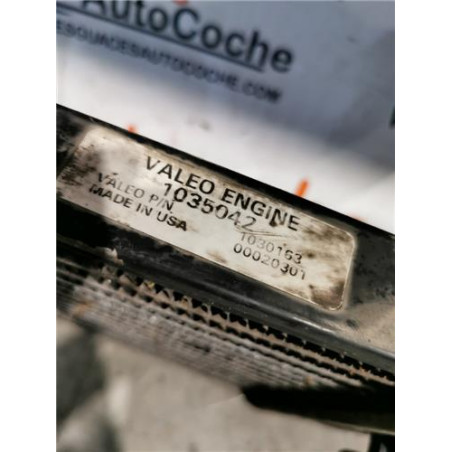 AutoCoche
DESGUACESAUTOCOCHE.COM
VALEO ENGINE
1035042
VALEO P/N 1030163
MADE IN USA 00020301